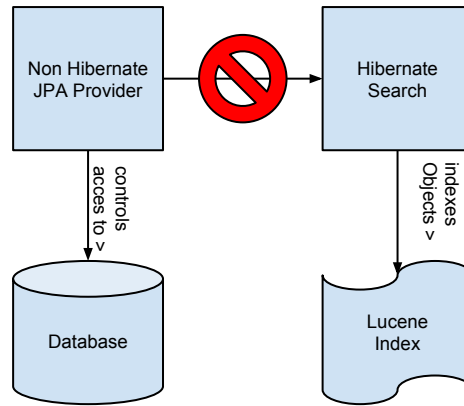 Non Hibernate
JPA Provider
Hibernate
Search
controls
acces to >
indexes
Objects >
Database
Lucene
Index